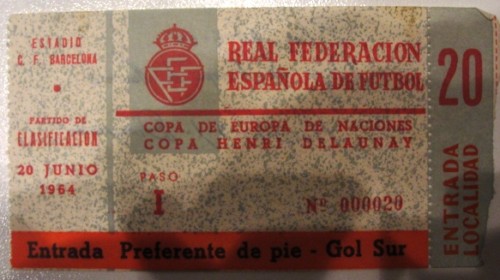 ESTADIO
C. F. BARCELONA
PARTIDO DE
CLASIFICACION
20 JUNIO
1964
REAL FEDERACION
ESPAÑOLA DE FUTBOL
COPA DE EUROPA DE NACIONES
COPA HENRI DELAUNAY
PASO
I
Nº 000020
20
ENTRADA
LOCALIDAD
Entrada Preferente de pie - Gol Sur